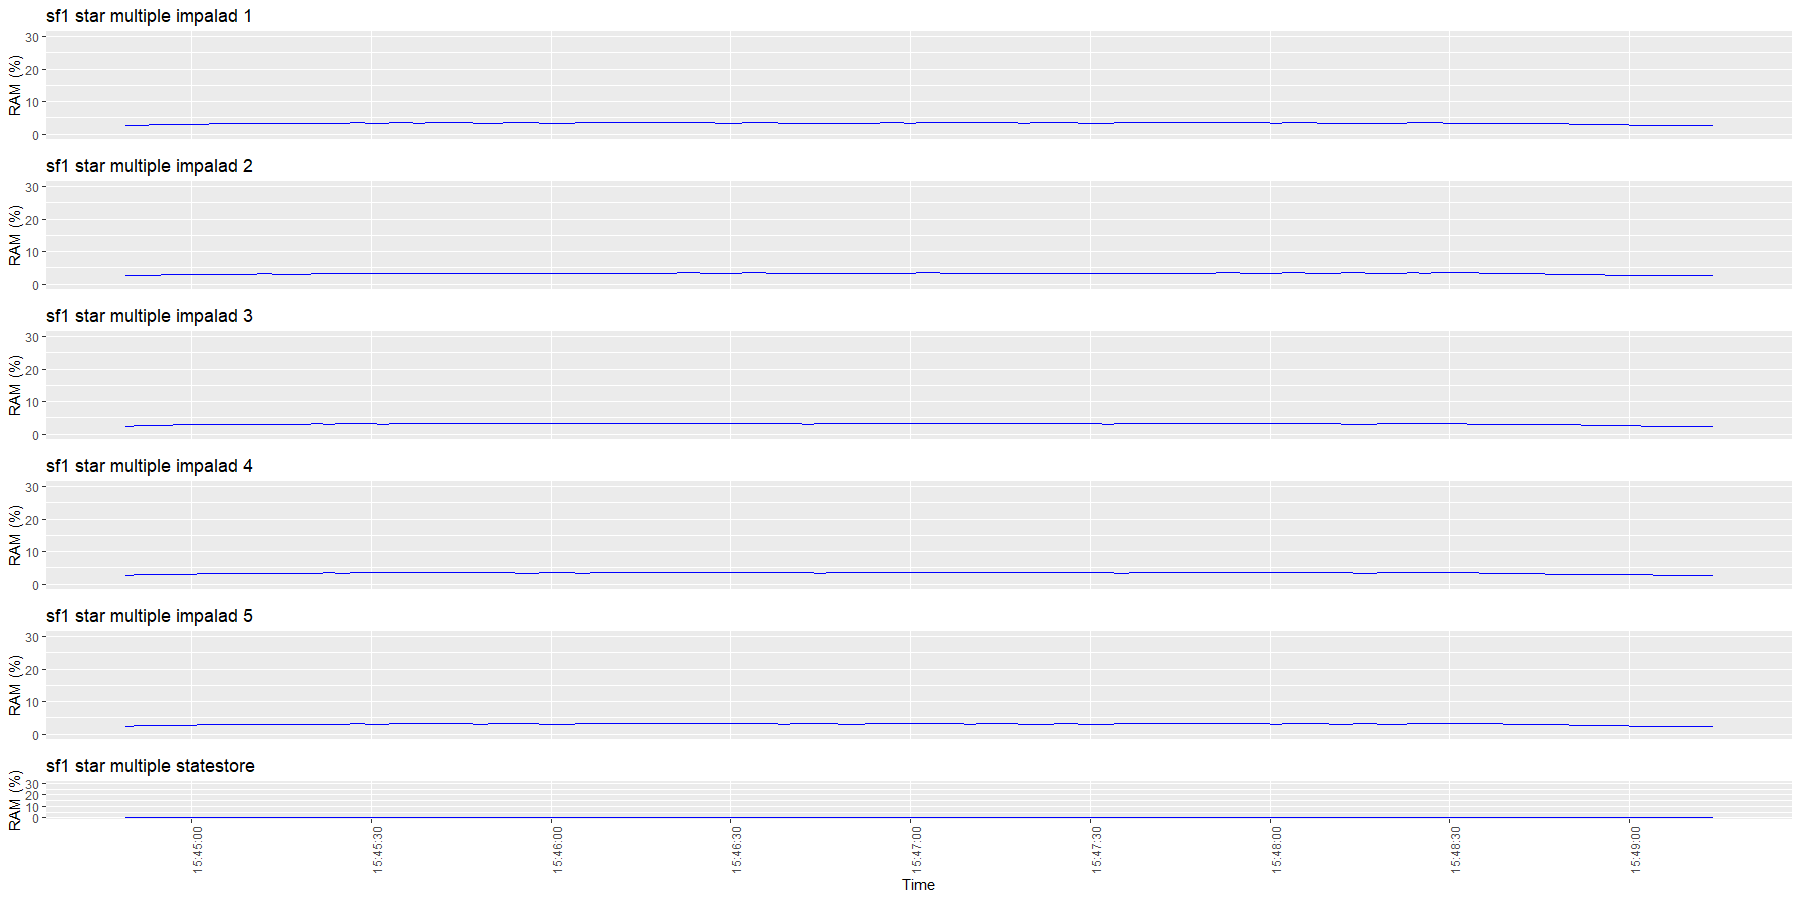 sf1 star multiple impalad 1
RAM (%)
30
20
10
0
sf1 star multiple impalad 2
RAM (%)
30
20
10
0
sf1 star multiple impalad 3
RAM (%)
30
20
10
0
sf1 star multiple impalad 4
RAM (%)
30
20
10
0
sf1 star multiple impalad 5
RAM (%)
30
20
10
0
sf1 star multiple statestore
RAM (%)
30
20
10
0
15:45:00
15:45:30
15:46:00
15:46:30
15:47:00
15:47:30
15:48:00
15:48:30
15:49:00
Time